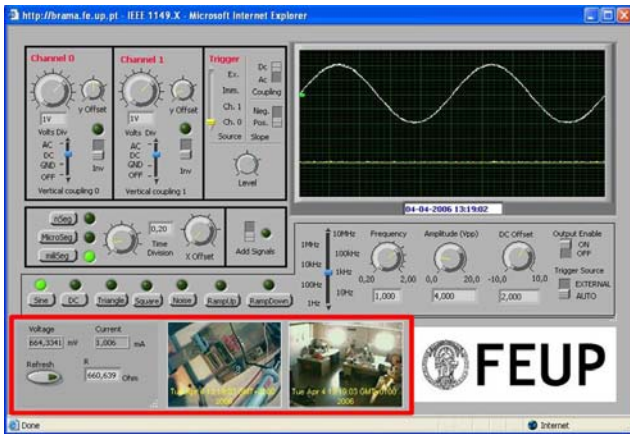 http://brama.fe.up.pt - IEEE 1149.X - Microsoft Internet Explorer
Channel 0
y Offset
1V
Volts Div
AC
DC
GND
OFF
Inv
Vertical coupling 0
Channel 1
y Offset
1V
Volts Div
AC
DC
GND
OFF
Inv
Vertical coupling 1
Trigger
Ex.
Imm.
Ch. 1
Ch. 0
Source
Dc
Ac
Coupling
Neg.
Pos.
Slope
Level
04-04-2006 13:19:02
nSeg
MicroSeg
miliSeg
0,20
Time
Division
X Offset
Add Signals
Sine
DC
Triangle
Square
Noise
RampUp
RampDown
10MHz
1MHz
100kHz
10kHz
1kHz
100Hz
10Hz
1Hz
Frequency
0,20 2,00
1,000
Amplitude (Vpp)
0,0 20,0
4,000
DC Offset
-10,0 10,0
2,000
Output Enable
ON
OFF
Trigger Source
EXTERNAL
AUTO
Voltage
664,3341 mV
Current
1,006 mA
Refresh
R
660,639 Ohm
2006
2006
FEUP
Done
Internet